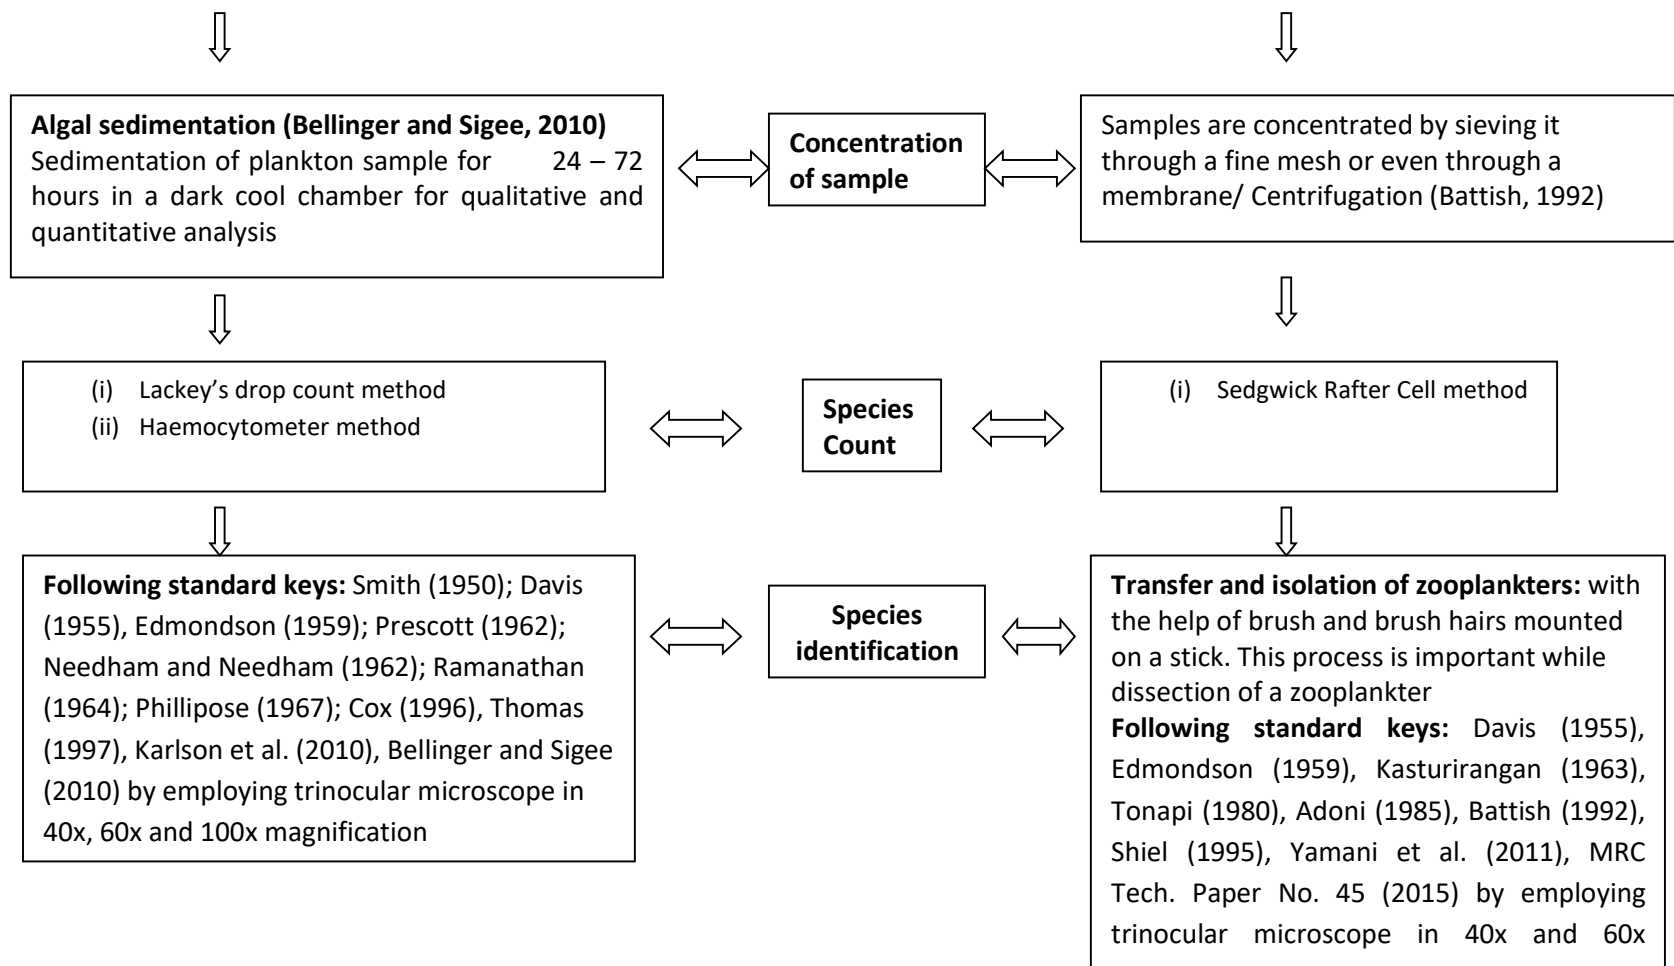 Algal sedimentation (Bellinger and Sigee, 2010)
Sedimentation of plankton sample for 24 – 72
hours in a dark cool chamber for qualitative and
quantitative analysis
Concentration
of sample
Samples are concentrated by sieving it
through a fine mesh or even through a
membrane/ Centrifugation (Battish, 1992)
(i) Lackey’s drop count method
(ii) Haemocytometer method
Species
Count
(i) Sedgwick Rafter Cell method
Following standard keys: Smith (1950); Davis
(1955), Edmondson (1959); Prescott (1962);
Needham and Needham (1962); Ramanathan
(1964); Phillipose (1967); Cox (1996), Thomas
(1997), Karlson et al. (2010), Bellinger and Sigee
(2010) by employing trinocular microscope in
40x, 60x and 100x magnification
Species
identification
Transfer and isolation of zooplankters: with
the help of brush and brush hairs mounted
on a stick. This process is important while
dissection of a zooplankter
Following standard keys: Davis (1955),
Edmondson (1959), Kasturirangan (1963),
Tonapi (1980), Adoni (1985), Battish (1992),
Shiel (1995), Yamani et al. (2011), MRC
Tech. Paper No. 45 (2015) by employing
trinocular microscope in 40x and 60x